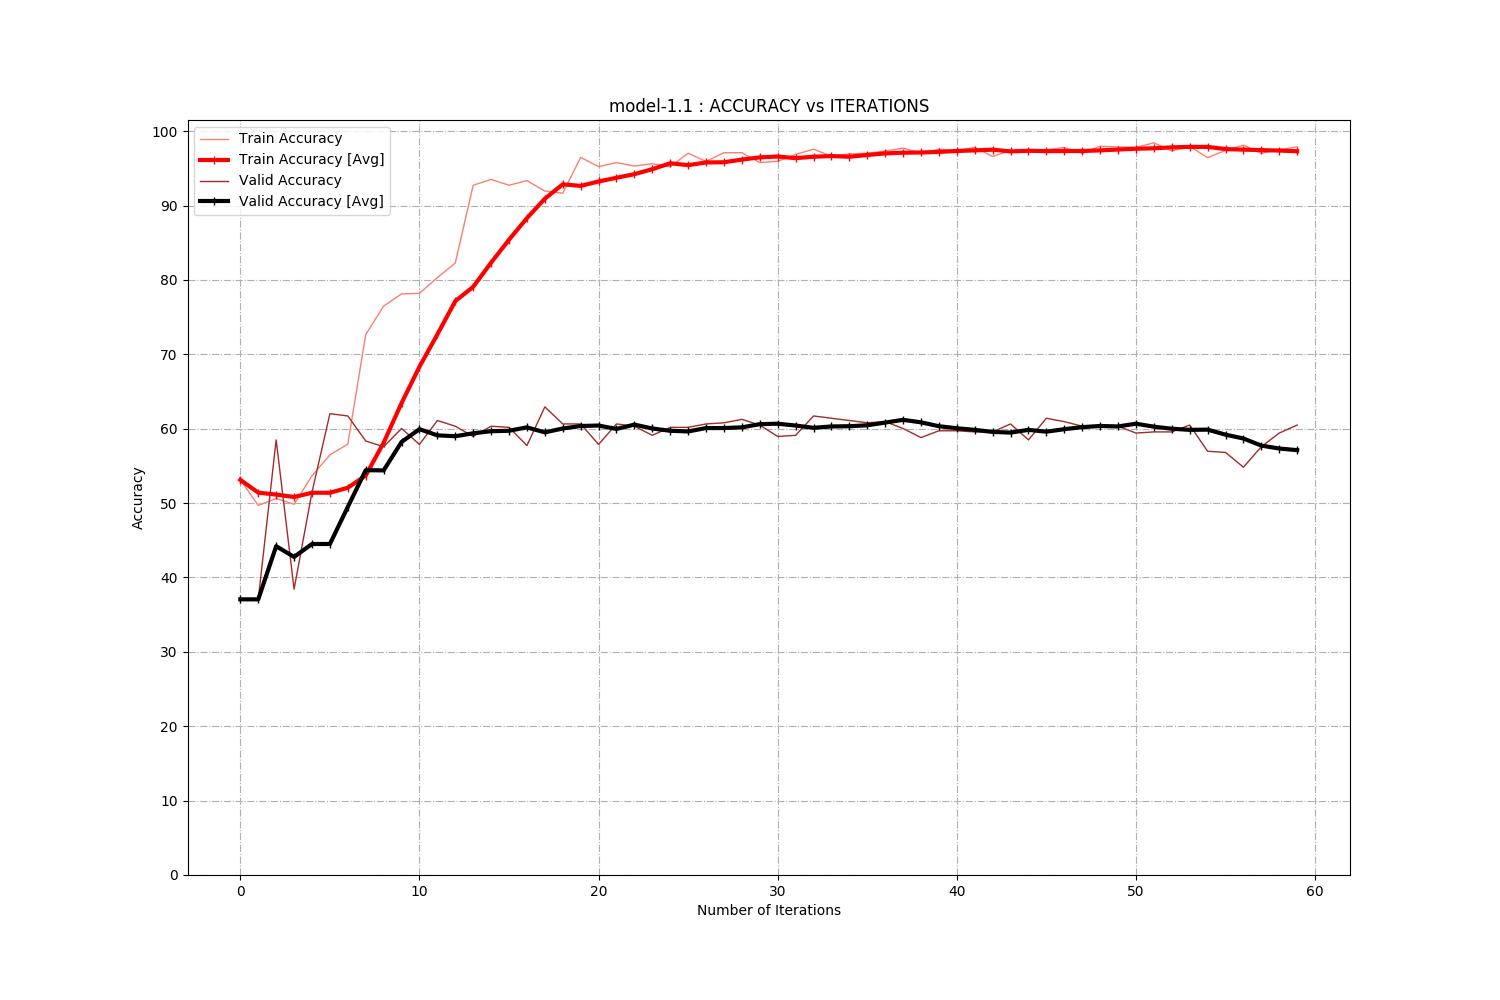 model-1.1 : ACCURACY vs ITERATIONS
Train Accuracy
Train Accuracy [Avg]
Valid Accuracy
Valid Accuracy [Avg]
Accuracy
100
90
80
70
60
50
40
30
20
10
0
0 10 20 30 40 50 60
Number of Iterations